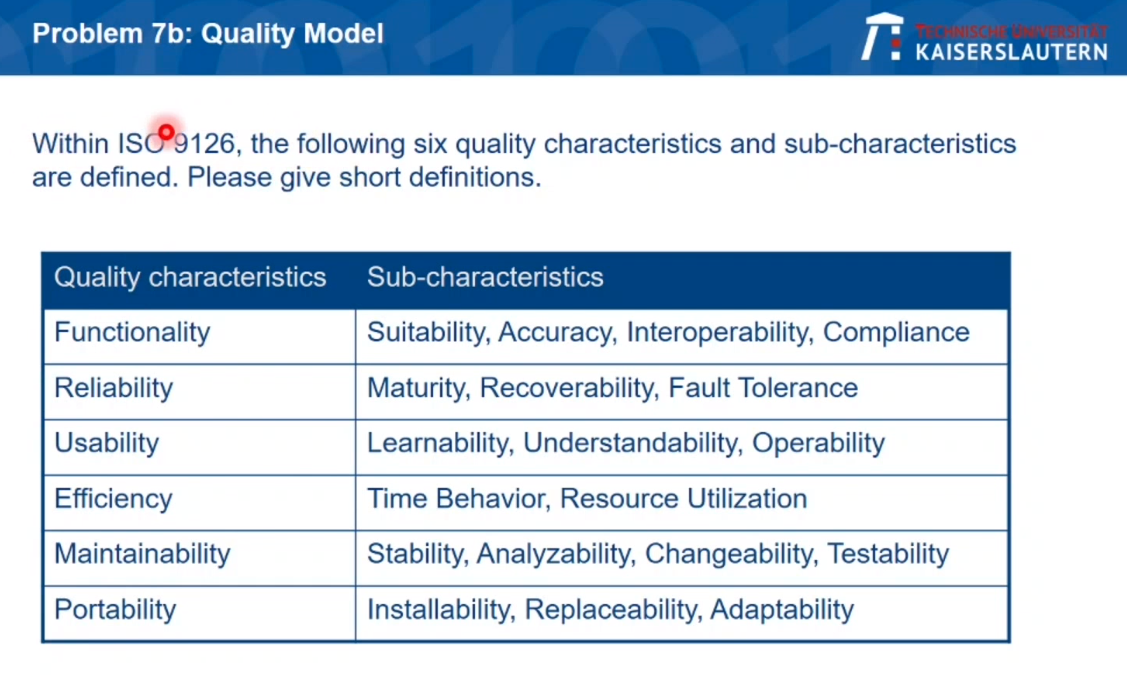 Problem 7b: Quality Model
TECHNISCHE UNIVERSITÄT
KAISERSLAUTERN
Within ISO 9126, the following six quality characteristics and sub-characteristics
are defined. Please give short definitions.
Quality characteristics Sub-characteristics
Functionality Suitability, Accuracy, Interoperability, Compliance
Reliability Maturity, Recoverability, Fault Tolerance
Usability Learnability, Understandability, Operability
Efficiency Time Behavior, Resource Utilization
Maintainability Stability, Analyzability, Changeability, Testability
Portability Installability, Replaceability, Adaptability